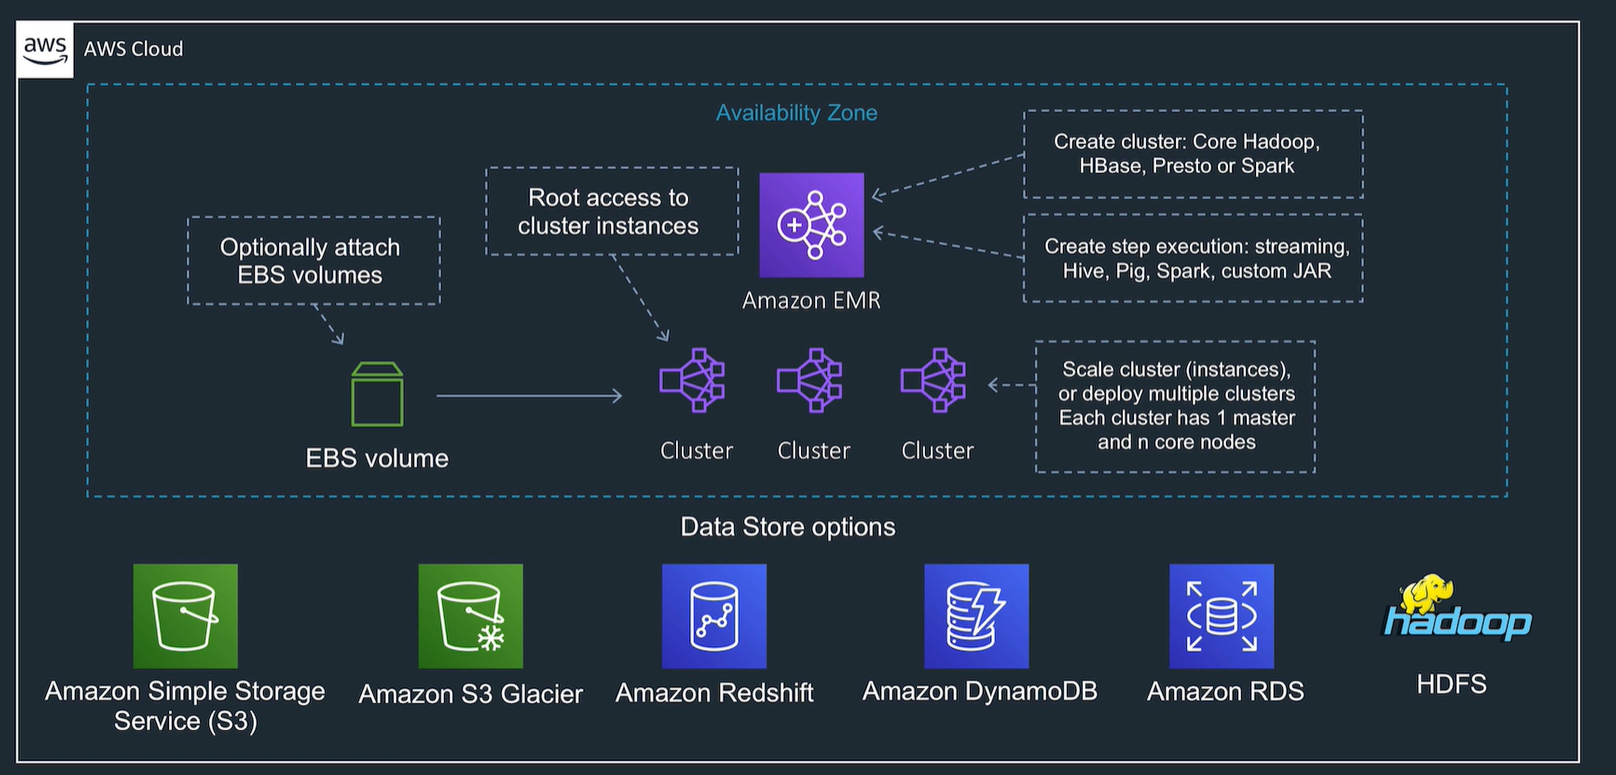 aws
AWS Cloud
Availability Zone
Create cluster: Core Hadoop,
HBase, Presto or Spark
Root access to
cluster instances
Optionally attach
EBS volumes
Create step execution: streaming,
Hive, Pig, Spark, custom JAR
Amazon EMR
Scale cluster (instances),
or deploy multiple clusters
Each cluster has 1 master
and n core nodes
EBS volume
Cluster
Cluster
Cluster
Data Store options
hadoop
Amazon Simple Storage
Service (S3)
Amazon S3 Glacier
Amazon Redshift
Amazon DynamoDB
Amazon RDS
HDFS